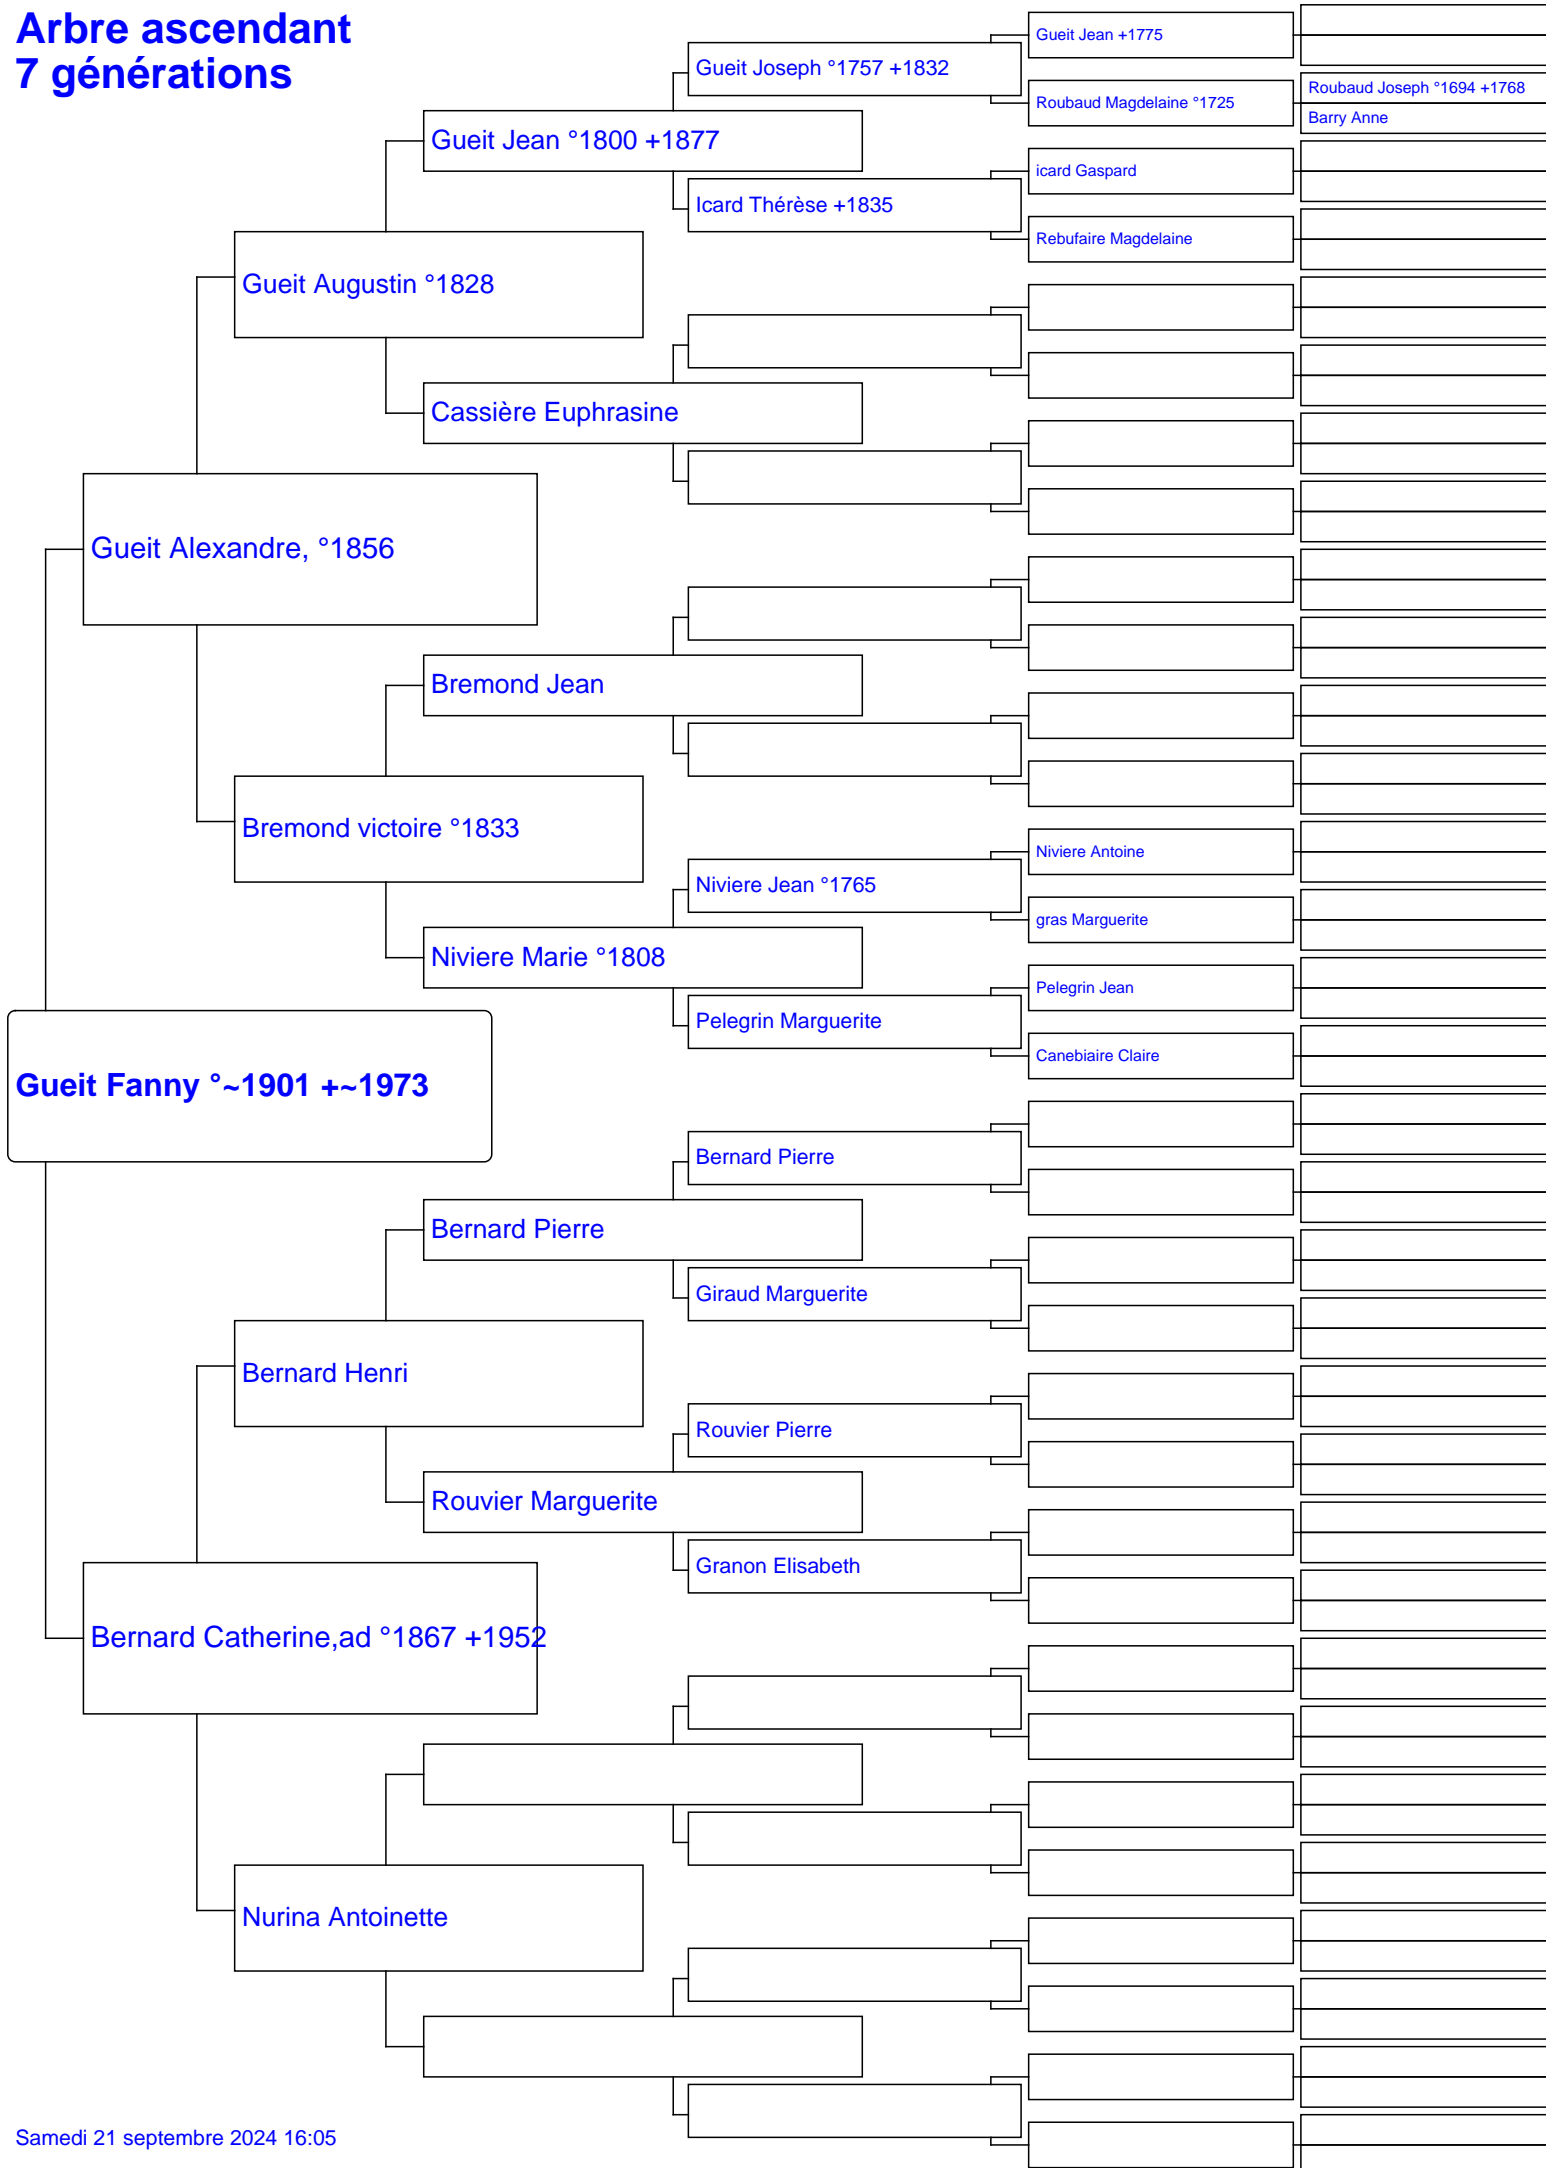 Arbre ascendant
7 générations
Gueit Jean +1775
Gueit Joseph °1757 +1832
Roubaud Joseph °1694 +1768
Roubaud Magdelaine °1725
Barry Anne
Gueit Jean °1800 +1877
icard Gaspard
Icard Thérèse +1835
Rebufaire Magdelaine
Gueit Augustin °1828
Cassière Euphrasine
Gueit Alexandre, °1856
Bremond Jean
Bremond victoire °1833
Niviere Antoine
Niviere Jean °1765
gras Marguerite
Niviere Marie °1808
Pelegrin Jean
Pelegrin Marguerite
Canebiaire Claire
Gueit Fanny °~1901 +~1973
Bernard Pierre
Bernard Pierre
Giraud Marguerite
Bernard Henri
Rouvier Pierre
Rouvier Marguerite
Granon Elisabeth
Bernard Catherine,ad °1867 +1952
Nurina Antoinette
Samedi 21 septembre 2024 16:05